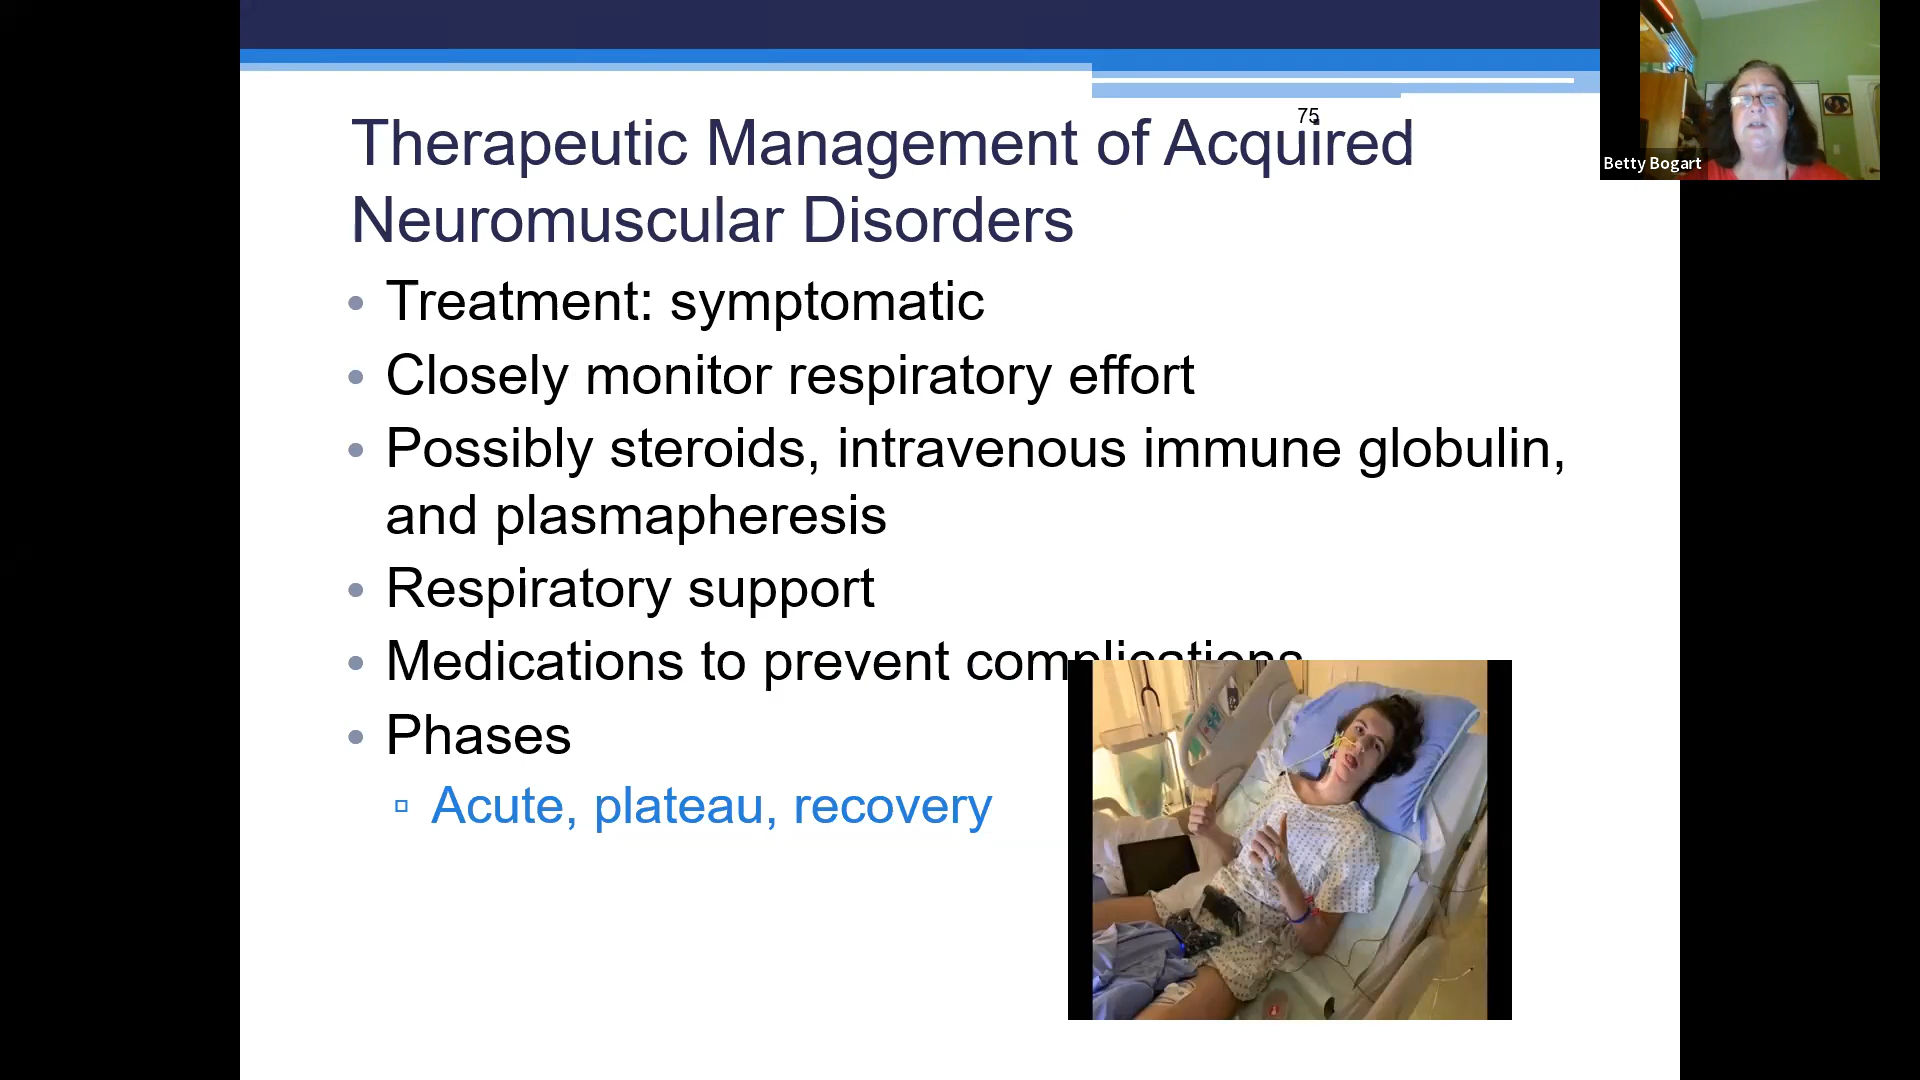 75
Therapeutic Management of Acquired
Neuromuscular Disorders
• Treatment: symptomatic
• Closely monitor respiratory effort
• Possibly steroids, intravenous immune globulin,
and plasmapheresis
• Respiratory support
• Medications to prevent complications
• Phases
▫ Acute, plateau, recovery
Betty Bogart